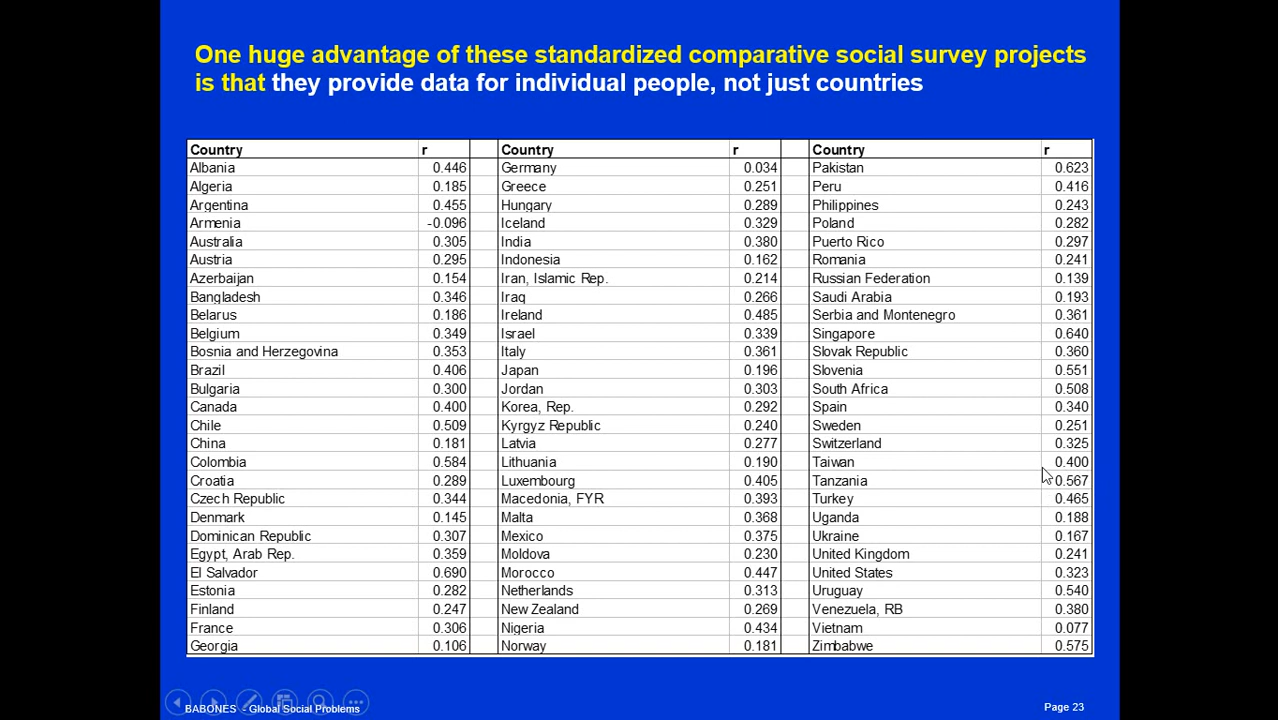 One huge advantage of these standardized comparative social survey projects
is that they provide data for individual people, not just countries
Country r Country r Country r
Albania 0.446 Germany 0.034 Pakistan 0.623
Algeria 0.185 Greece 0.251 Peru 0.416
Argentina 0.455 Hungary 0.289 Philippines 0.243
Armenia -0.096 Iceland 0.329 Poland 0.282
Australia 0.305 India 0.380 Puerto Rico 0.297
Austria 0.295 Indonesia 0.162 Romania 0.241
Azerbaijan 0.154 Iran, Islamic Rep. 0.214 Russian Federation 0.139
Bangladesh 0.346 Iraq 0.266 Saudi Arabia 0.193
Belarus 0.186 Ireland 0.485 Serbia and Montenegro 0.361
Belgium 0.349 Israel 0.339 Singapore 0.640
Bosnia and Herzegovina 0.353 Italy 0.361 Slovak Republic 0.360
Brazil 0.406 Japan 0.196 Slovenia 0.551
Bulgaria 0.300 Jordan 0.303 South Africa 0.508
Canada 0.400 Korea, Rep. 0.292 Spain 0.340
Chile 0.509 Kyrgyz Republic 0.240 Sweden 0.251
China 0.181 Latvia 0.277 Switzerland 0.325
Colombia 0.584 Lithuania 0.190 Taiwan 0.400
Croatia 0.289 Luxembourg 0.405 Tanzania 0.567
Czech Republic 0.344 Macedonia, FYR 0.393 Turkey 0.465
Denmark 0.145 Malta 0.368 Uganda 0.188
Dominican Republic 0.307 Mexico 0.375 Ukraine 0.167
Egypt, Arab Rep. 0.359 Moldova 0.230 United Kingdom 0.241
El Salvador 0.690 Morocco 0.447 United States 0.323
Estonia 0.282 Netherlands 0.313 Uruguay 0.540
Finland 0.247 New Zealand 0.269 Venezuela, RB 0.380
France 0.306 Nigeria 0.434 Vietnam 0.077
Georgia 0.106 Norway 0.181 Zimbabwe 0.575
BABONES - Global Social Problems Page 23